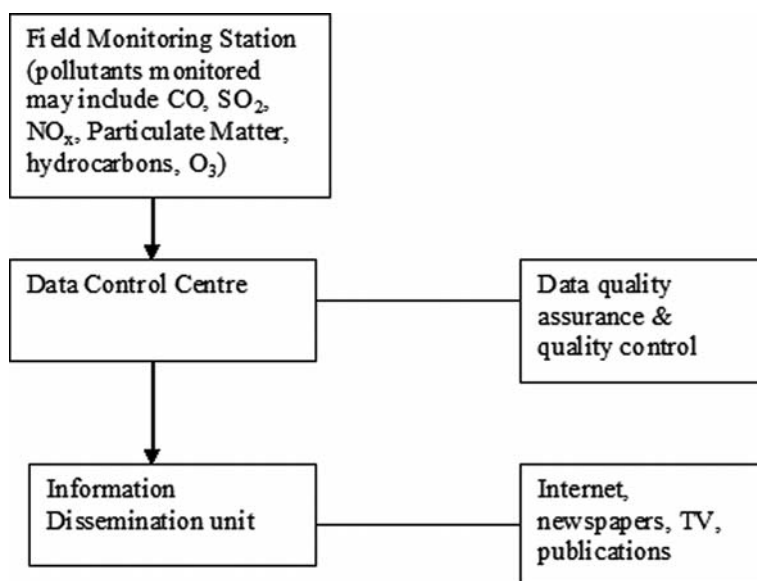 Field Monitoring Station
(pollutants monitored
may include CO, SO₂,
NOₓ, Particulate Matter,
hydrocarbons, O₃)
Data Control Centre
Data quality
assurance &
quality control
Information
Dissemination unit
Internet,
newspapers, TV,
publications